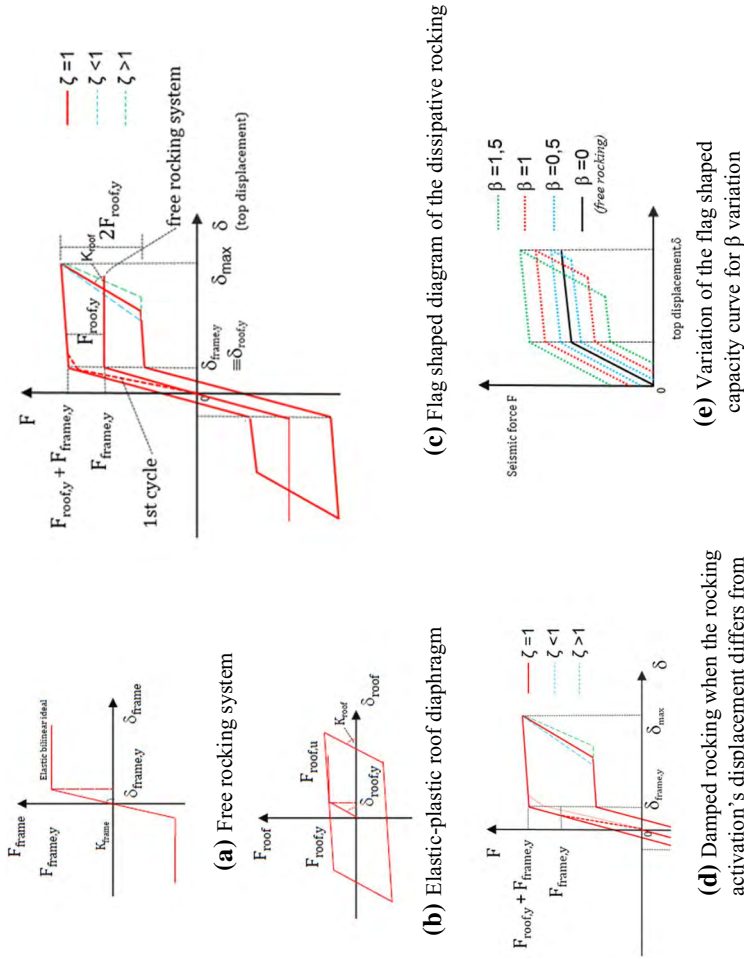 F_frame
F_frame,y
Elastic bilinear ideal
δ_frame
δ_frame,y
K_frame
(a) Free rocking system
F_roof
F_roof,y
F_roof,u
δ_roof
K_roof
δ_roof,y
(b) Elastic-plastic roof diaphragm
F
F_roof,y + F_frame,y
F_frame,y
1st cycle
0
F_roof,y
K_roof
2F_roof,y
δ_max
δ
(top displacement)
δ_frame,y
≡δ_roof,y
free rocking system
ζ =1
ζ <1
ζ >1
(c) Flag shaped diagram of the dissipative rocking
F
F_roof,y + F_frame,y
F_frame,y
0
δ_frame,y
δ_max
δ
ζ =1
ζ <1
ζ >1
(d) Damped rocking when the rocking
activation’s displacement differs from
Seismic force F
0
top displacement,δ
β =1,5
β =1
β =0,5
β =0
(free rocking)
(e) Variation of the flag shaped
capacity curve for β variation